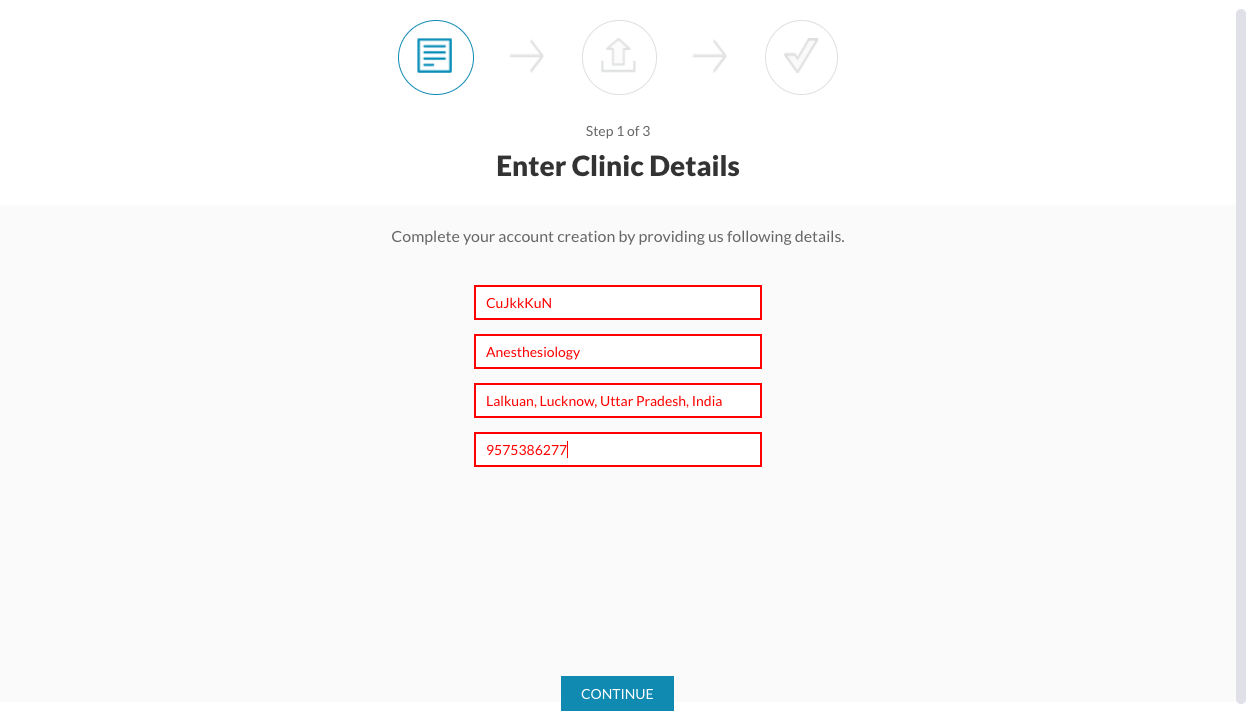 Step 1 of 3
Enter Clinic Details
Complete your account creation by providing us following details.
CuJkkKuN
Anesthesiology
Lalkuan, Lucknow, Uttar Pradesh, India
9575386277
CONTINUE